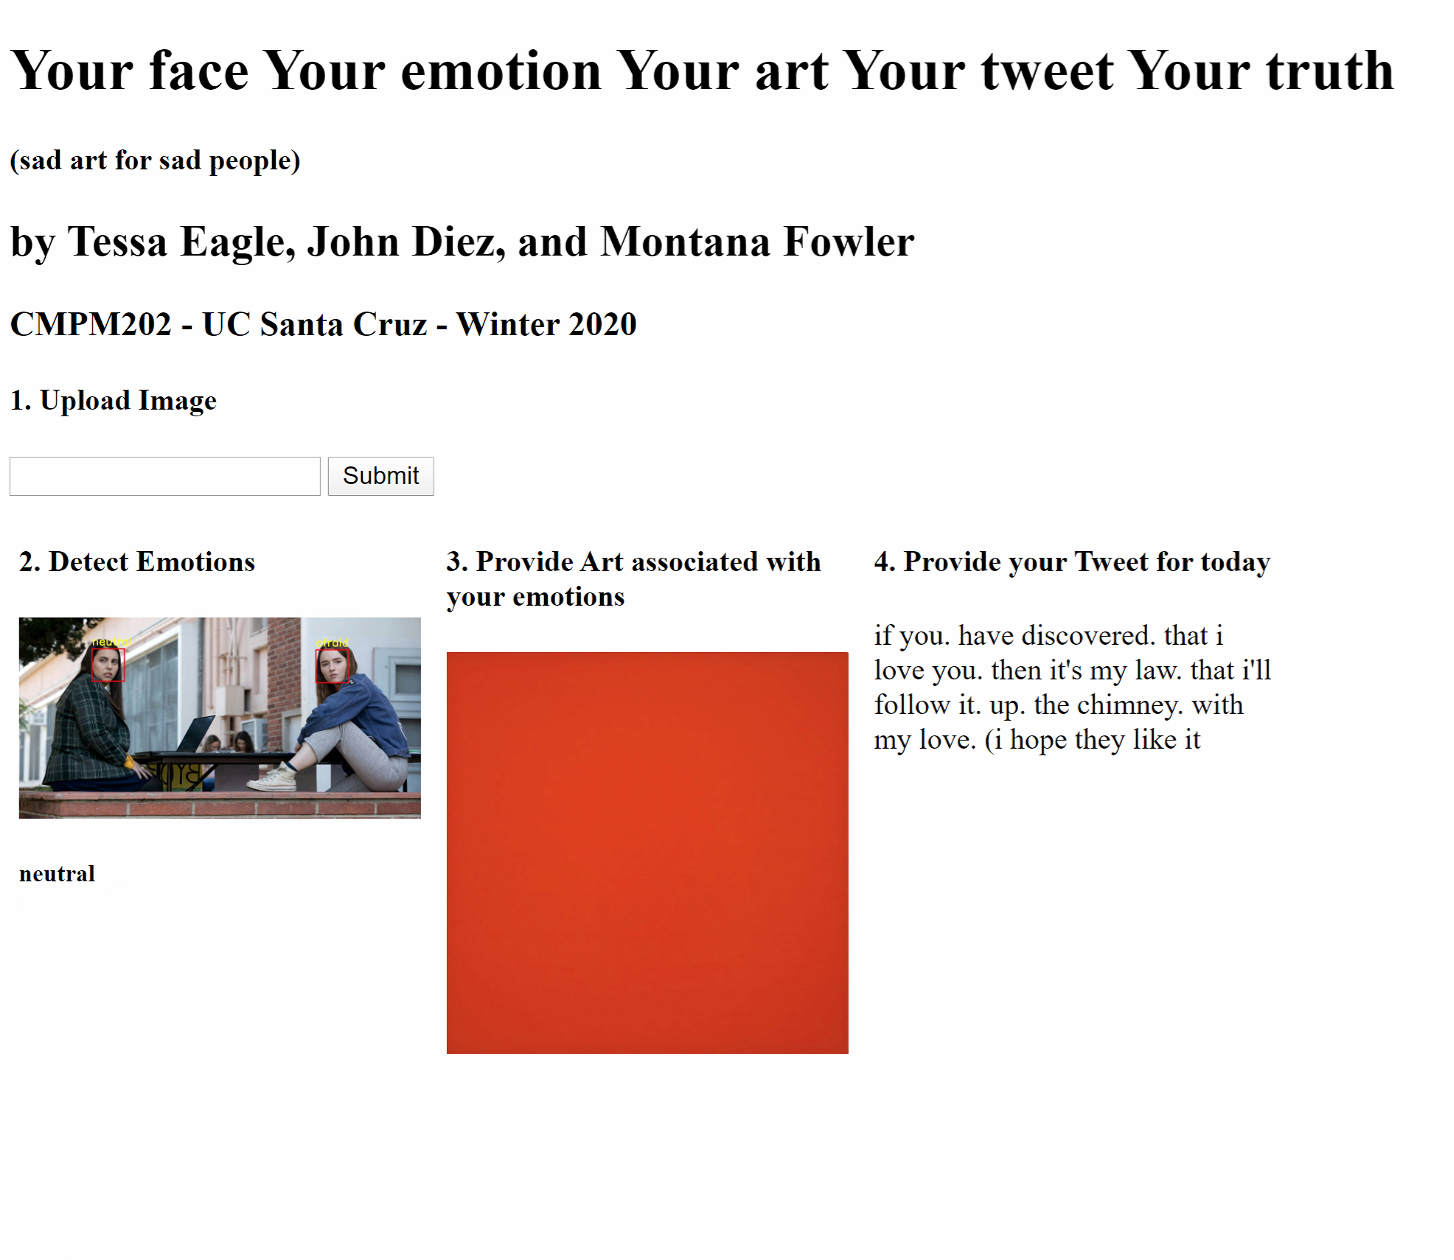 Your face Your emotion Your art Your tweet Your truth
(sad art for sad people)
by Tessa Eagle, John Diez, and Montana Fowler
CMPM202 - UC Santa Cruz - Winter 2020
1. Upload Image
Submit
2. Detect Emotions
neutral
afraid
neutral
3. Provide Art associated with
your emotions
4. Provide your Tweet for today
if you. have discovered. that i
love you. then it's my law. that i'll
follow it. up. the chimney. with
my love. (i hope they like it